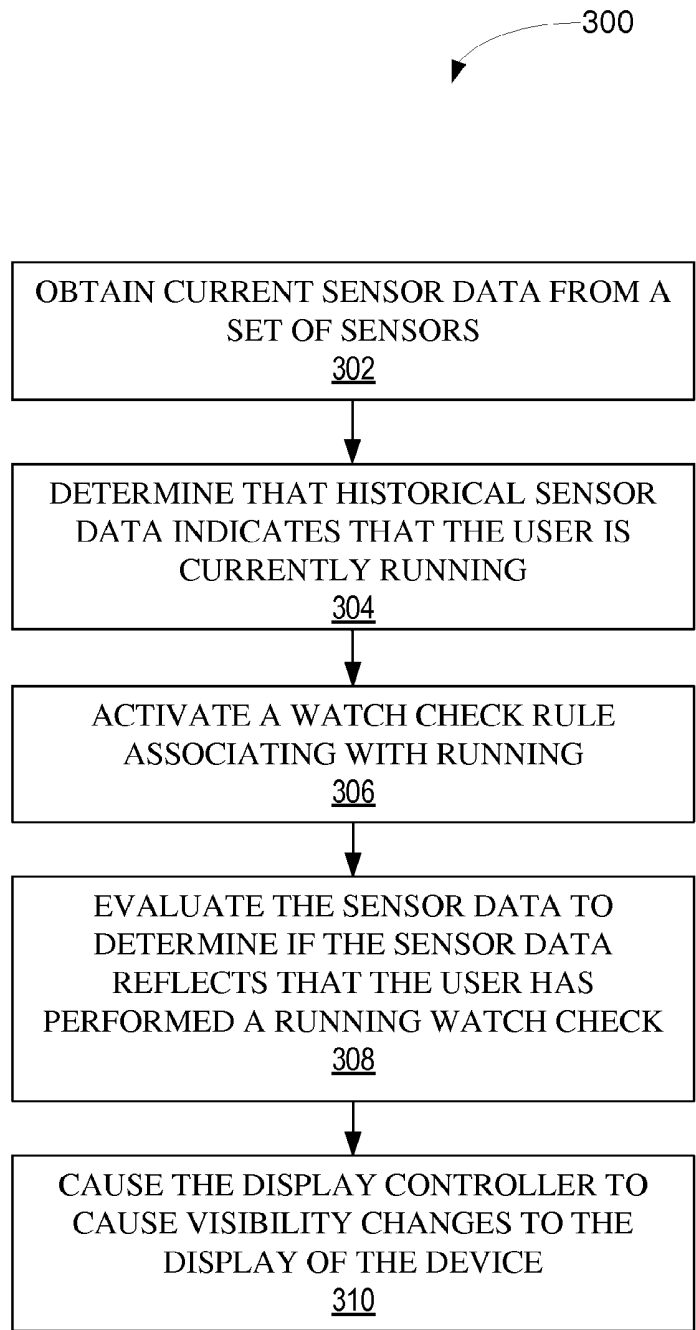 300
OBTAIN CURRENT SENSOR DATA FROM A
SET OF SENSORS
302
DETERMINE THAT HISTORICAL SENSOR
DATA INDICATES THAT THE USER IS
CURRENTLY RUNNING
304
ACTIVATE A WATCH CHECK RULE
ASSOCIATING WITH RUNNING
306
EVALUATE THE SENSOR DATA TO
DETERMINE IF THE SENSOR DATA
REFLECTS THAT THE USER HAS
PERFORMED A RUNNING WATCH CHECK
308
CAUSE THE DISPLAY CONTROLLER TO
CAUSE VISIBILITY CHANGES TO THE
DISPLAY OF THE DEVICE
310